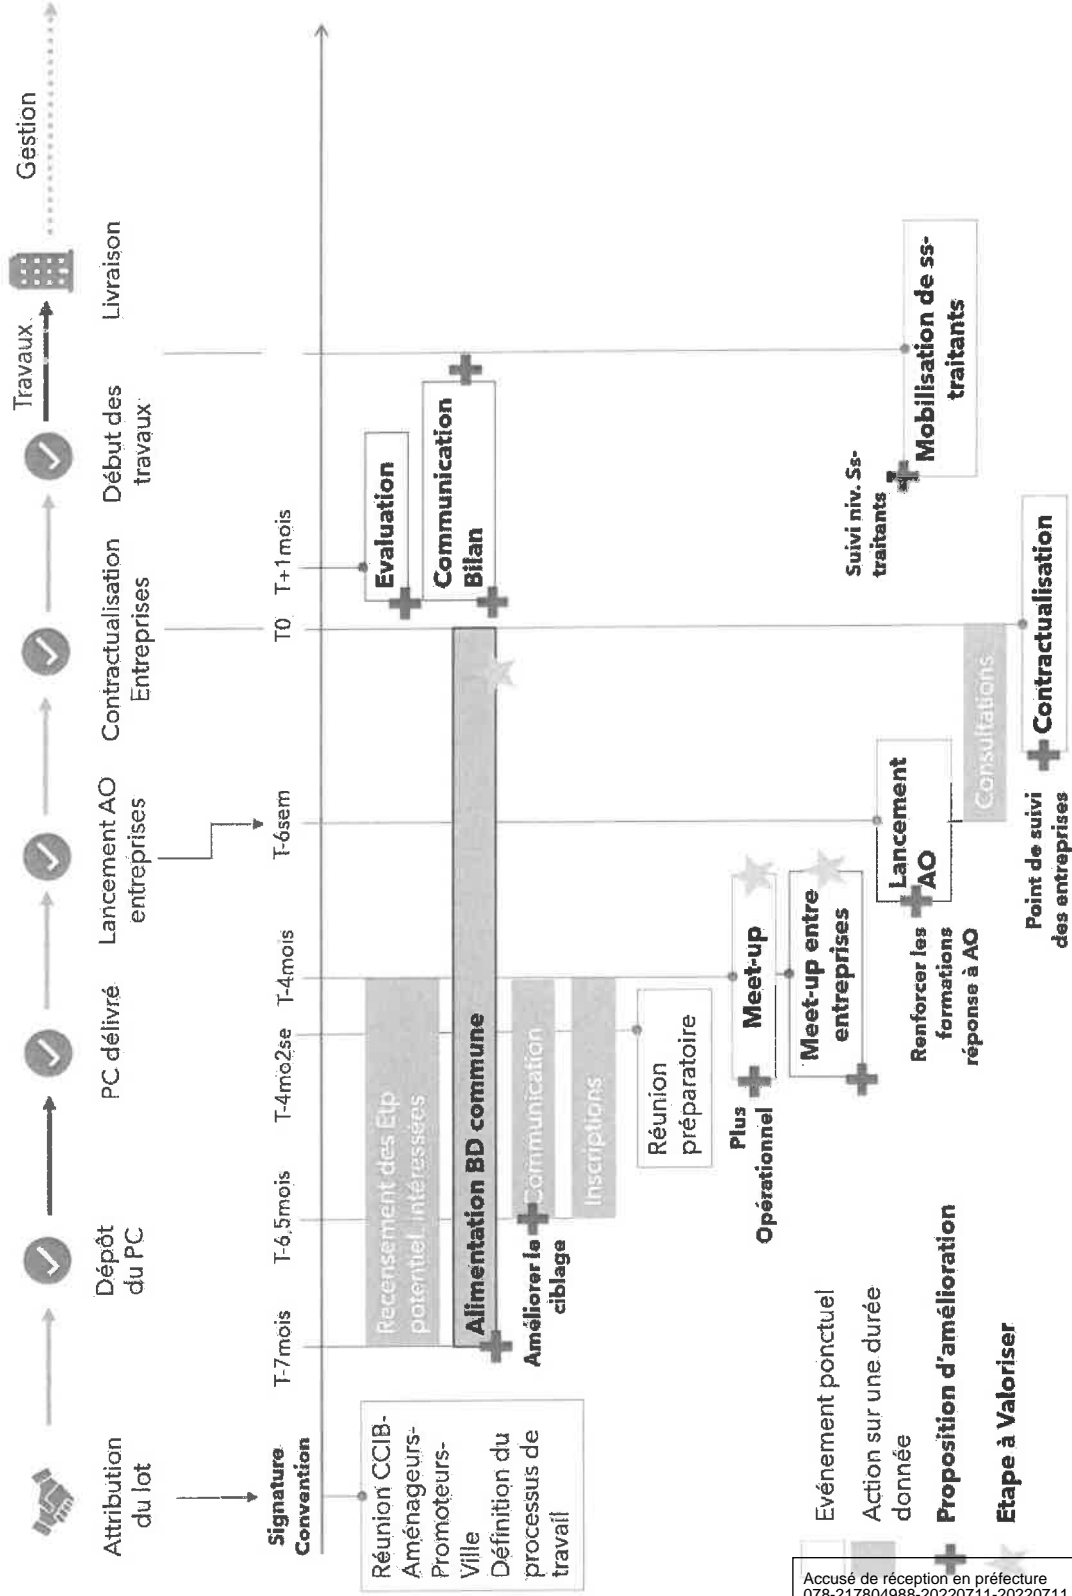 Attribution
du lot
Dépôt
du PC
PC délivré
Lancement AO
entreprises
Contractualisation
Entreprises
Début des
travaux
Travaux
Livraison
Gestion
Signature
Convention
T-7mois
T-6,5mois
T-4mo2se
T-4mois
T-6sem
T0
T+1mois
Réunion CCIB-
Aménageurs-
Promoteurs-
Ville
Définition du
processus de
travail
Recensement des Etp
potentiel. intéressées
Alimentation BD commune
Améliorer le
ciblage
Communication
Inscriptions
Réunion
préparatoire
Plus
Opérationnel
Meet-up
Meet-up entre
entreprises
Renforcer les
formations
réponse à AO
Lancement
AO
Consultations
Point de suivi
des entreprises
Contractualisation
Evaluation
Communication
Bilan
Suivi niv. Ss-
traitants
Mobilisation de ss-
traitants
Evénement ponctuel
Action sur une durée
donnée
Proposition d'amélioration
Etape à Valoriser
Accusé de réception en préfecture
078-217804988-20220711-20220711